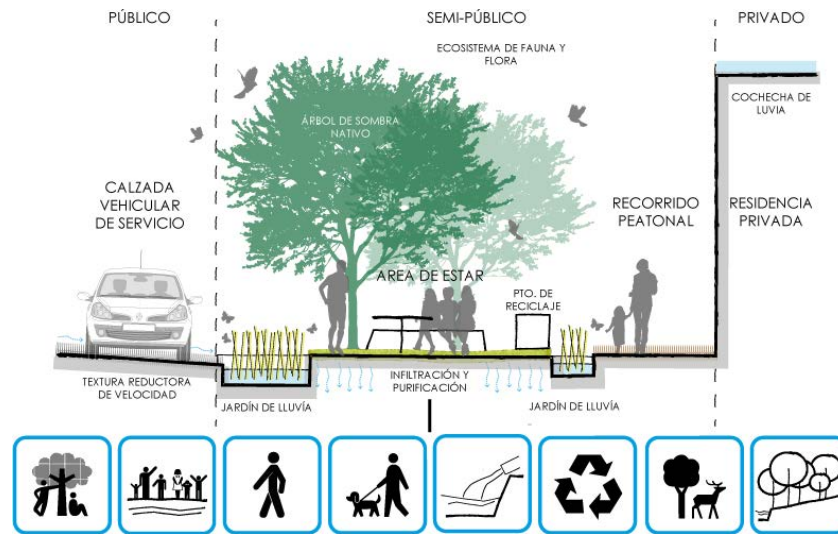 PÚBLICO
SEMI-PÚBLICO
PRIVADO
ECOSISTEMA DE FAUNA Y
FLORA
COCHECHA DE
LUVIA
ÁRBOL DE SOMBRA
NATIVO
CALZADA
VEHICULAR
DE SERVICIO
RECORRIDO
PEATONAL
RESIDENCIA
PRIVADA
AREA DE ESTAR
PTO. DE
RECICLAJE
TEXTURA REDUCTORA
DE VELOCIDAD
JARDÍN DE LLUVÍA
INFILTRACIÓN Y
PURIFICACIÓN
JARDÍN DE LLUVÍA